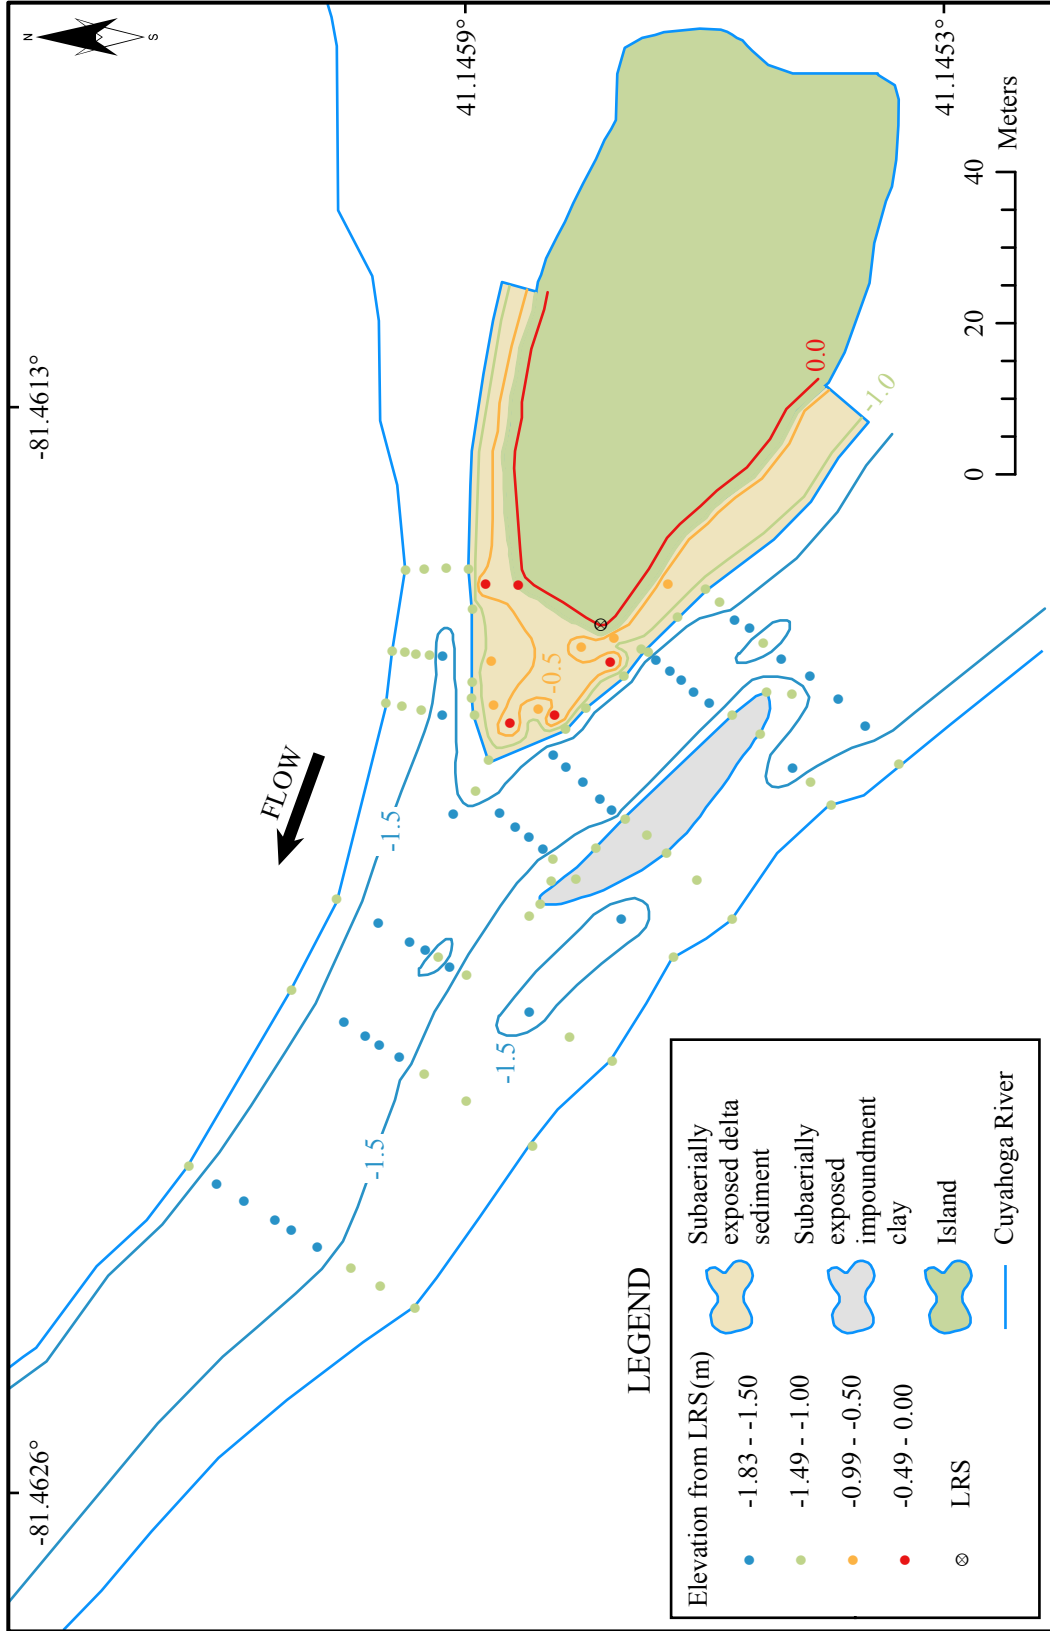 N
S
-81.4626°
-81.4613°
41.1459°
41.1453°
FLOW
-1.5
-1.5
-1.5
-0.5
0.0
-1.0
0
20
40
Meters
LEGEND
Elevation from LRS (m)
-1.83 - -1.50
-1.49 - -1.00
-0.99 - -0.50
-0.49 - 0.00
LRS
Subaerially
exposed delta
sediment
Subaerially
exposed
impoundment
clay
Island
Cuyahoga River